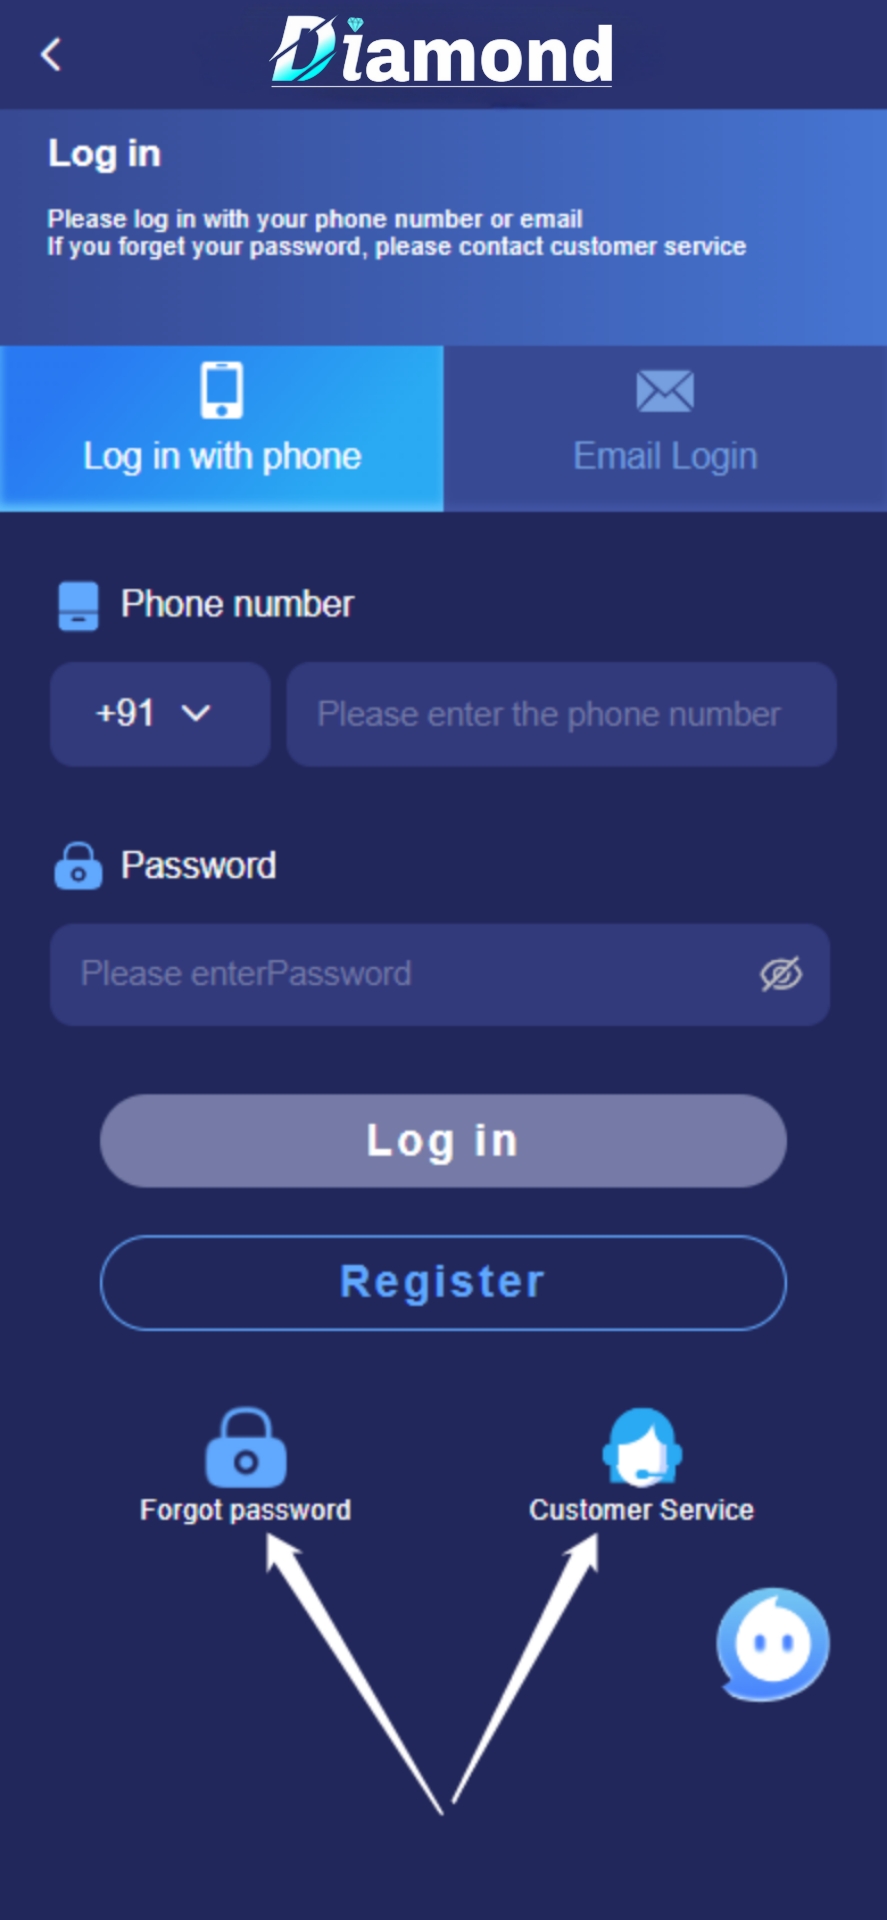 Diamond
Log in
Please log in with your phone number or email
If you forget your password, please contact customer service
Log in with phone
Email Login
Phone number
+91
Please enter the phone number
Password
Please enterPassword
Log in
Register
Forgot password
Customer Service